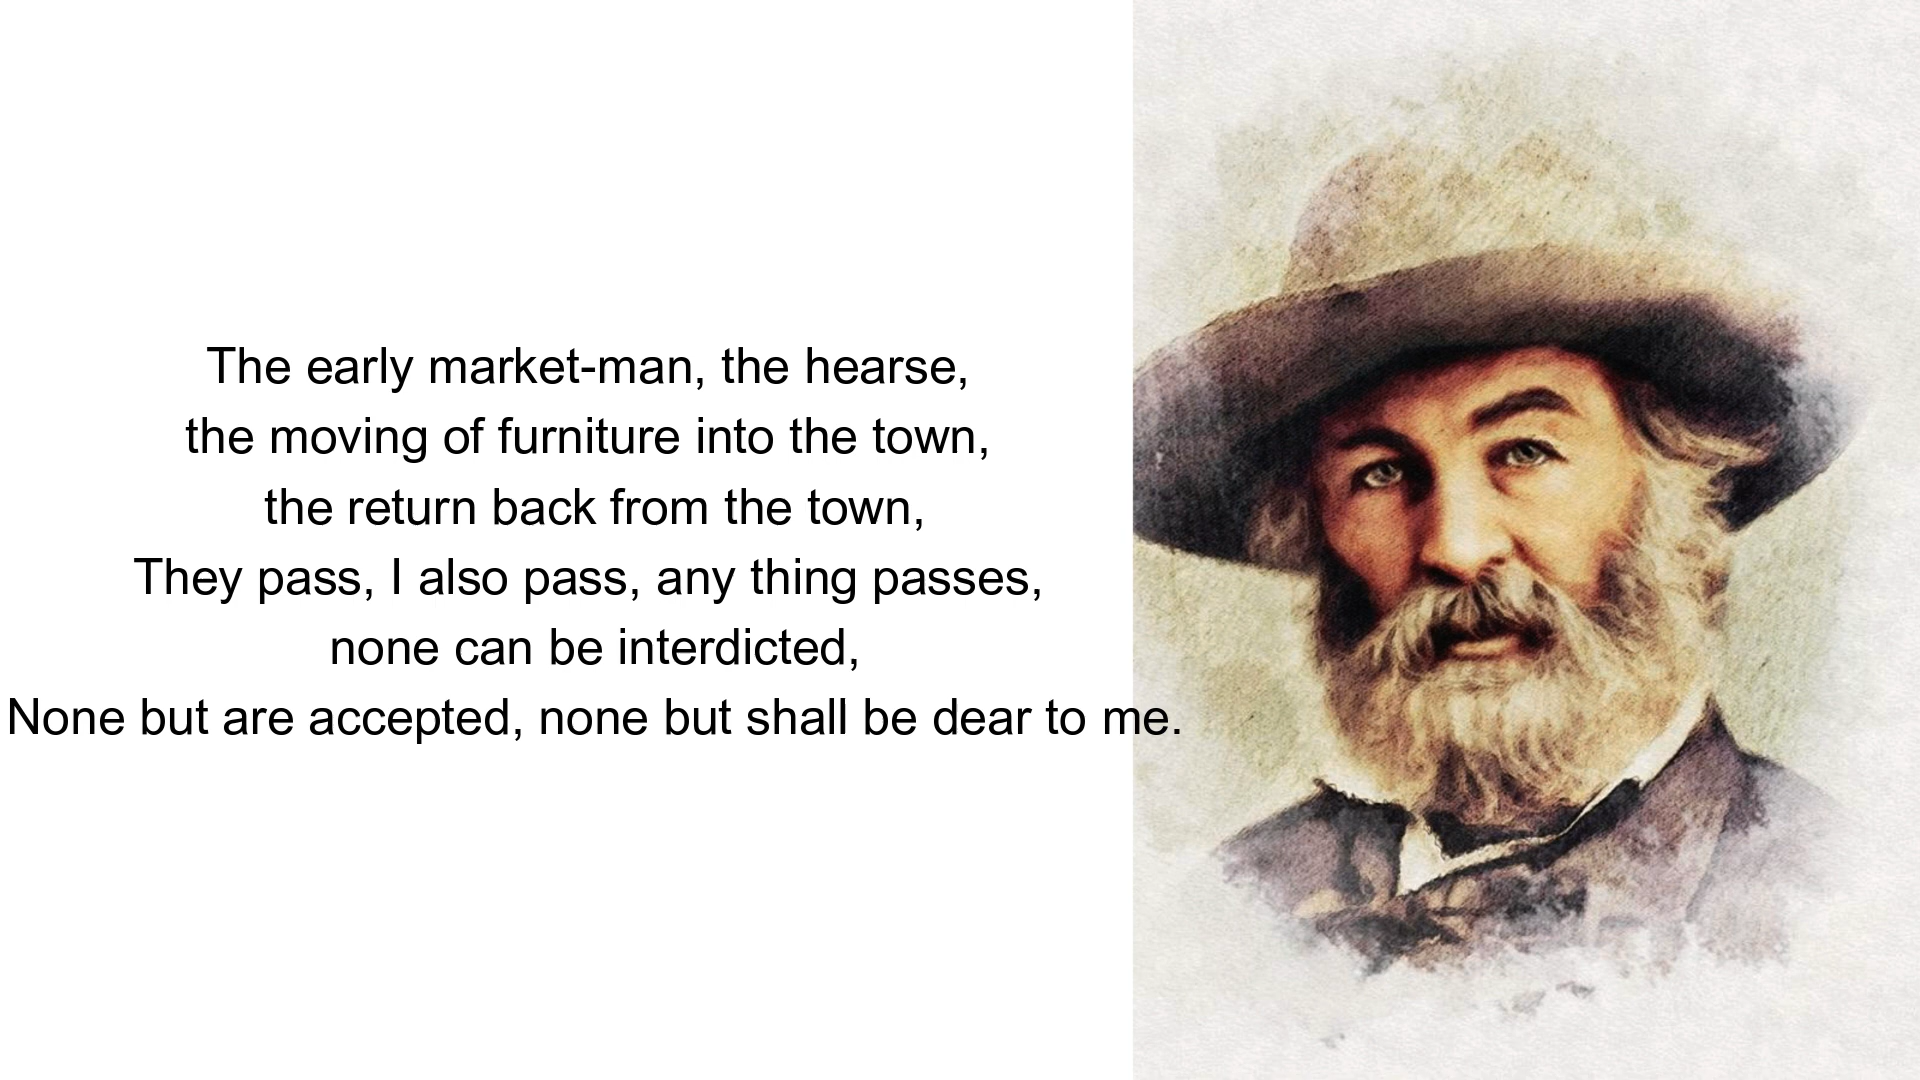 The early market-man, the hearse,
the moving of furniture into the town,
the return back from the town,
They pass, I also pass, any thing passes,
none can be interdicted,
None but are accepted, none but shall be dear to me.